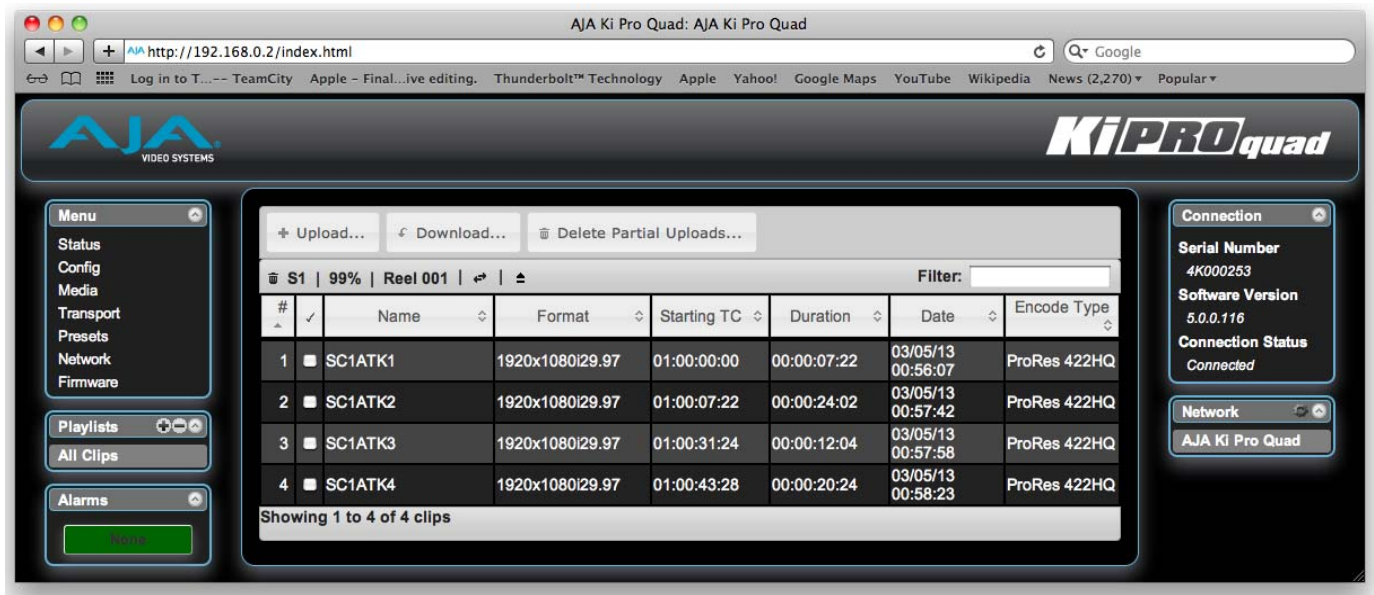 AJA Ki Pro Quad: AJA Ki Pro Quad
AJA http://192.168.0.2/index.html
Google
Log in to T...-- TeamCity Apple – Final...ive editing. Thunderbolt™ Technology Apple Yahoo! Google Maps YouTube Wikipedia News (2,270) Popular
AJA
VIDEO SYSTEMS
Ki PRO quad
Menu
Status
Config
Media
Transport
Presets
Network
Firmware
Playlists
All Clips
Alarms
None
Upload... Download... Delete Partial Uploads...
S1 | 99% | Reel 001 | | Filter:
# ✓ Name Format Starting TC Duration Date Encode Type
1 SC1ATK1 1920x1080i29.97 01:00:00:00 00:00:07:22 03/05/13 00:56:07 ProRes 422HQ
2 SC1ATK2 1920x1080i29.97 01:00:07:22 00:00:24:02 03/05/13 00:57:42 ProRes 422HQ
3 SC1ATK3 1920x1080i29.97 01:00:31:24 00:00:12:04 03/05/13 00:57:58 ProRes 422HQ
4 SC1ATK4 1920x1080i29.97 01:00:43:28 00:00:20:24 03/05/13 00:58:23 ProRes 422HQ
Showing 1 to 4 of 4 clips
Connection
Serial Number
4K000253
Software Version
5.0.0.116
Connection Status
Connected
Network
AJA Ki Pro Quad